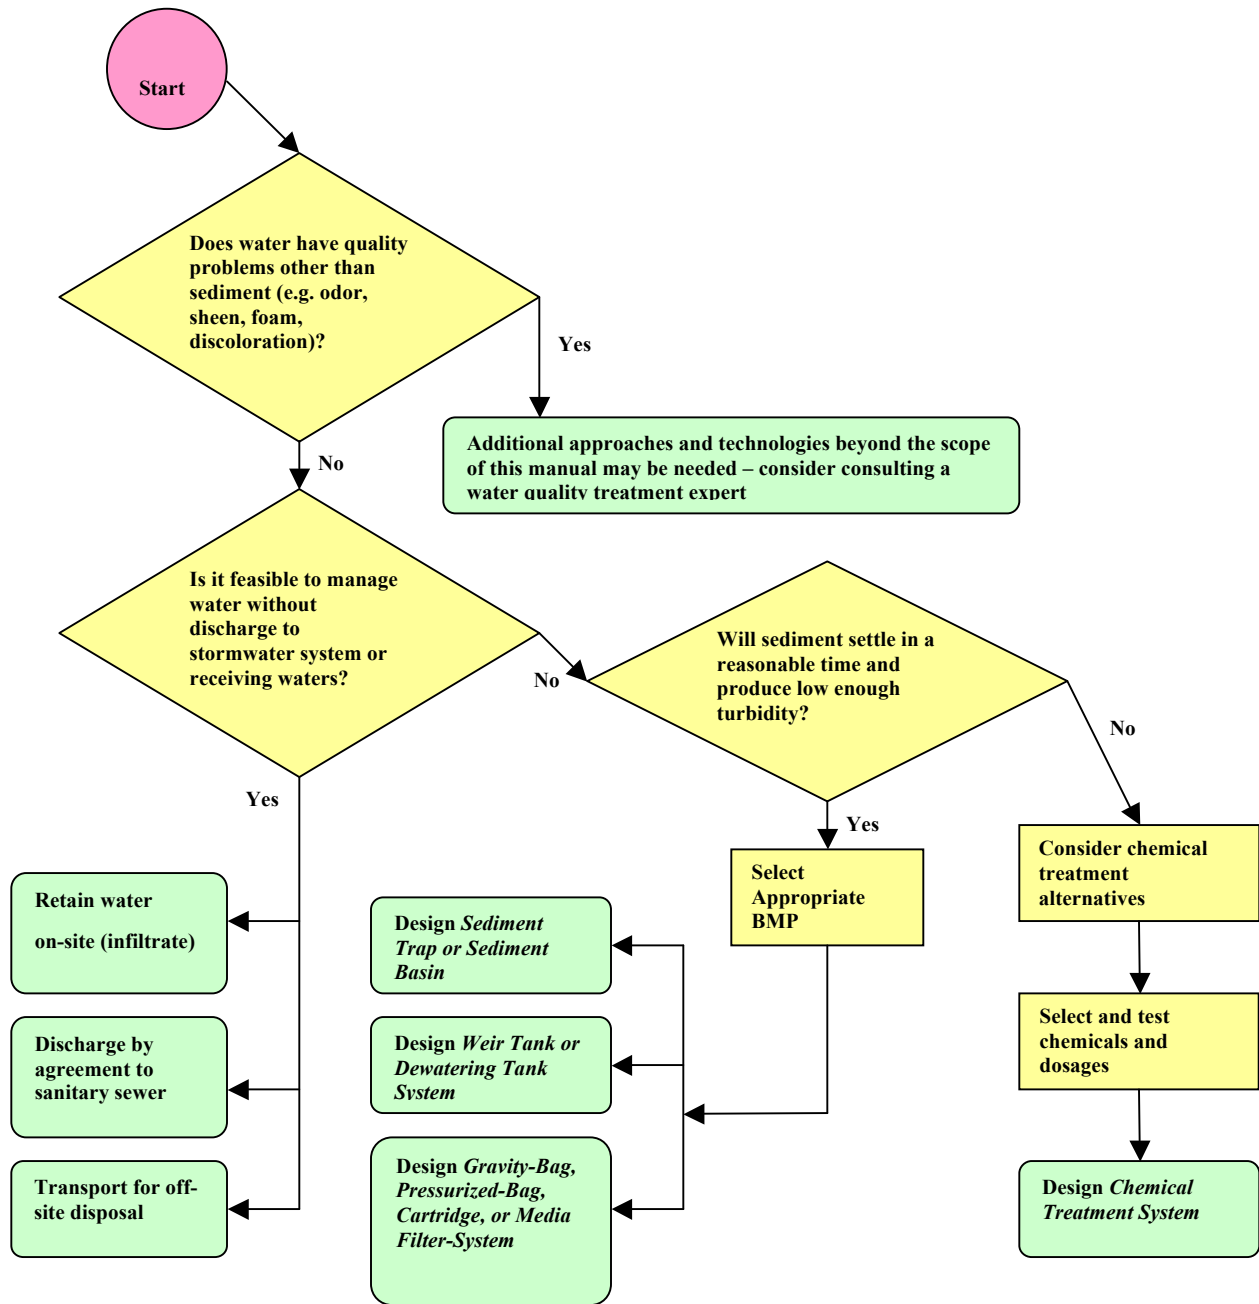 Start
Does water have quality
problems other than
sediment (e.g. odor,
sheen, foam,
discoloration)?
Yes
Additional approaches and technologies beyond the scope
of this manual may be needed – consider consulting a
water quality treatment expert
No
Is it feasible to manage
water without
discharge to
stormwater system or
receiving waters?
No
Will sediment settle in a
reasonable time and
produce low enough
turbidity?
No
Yes
Yes
Select
Appropriate
BMP
Consider chemical
treatment
alternatives
Retain water
on-site (infiltrate)
Design Sediment
Trap or Sediment
Basin
Select and test
chemicals and
dosages
Discharge by
agreement to
sanitary sewer
Design Weir Tank or
Dewatering Tank
System
Transport for off-
site disposal
Design Gravity-Bag,
Pressurized-Bag,
Cartridge, or Media
Filter-System
Design Chemical
Treatment System